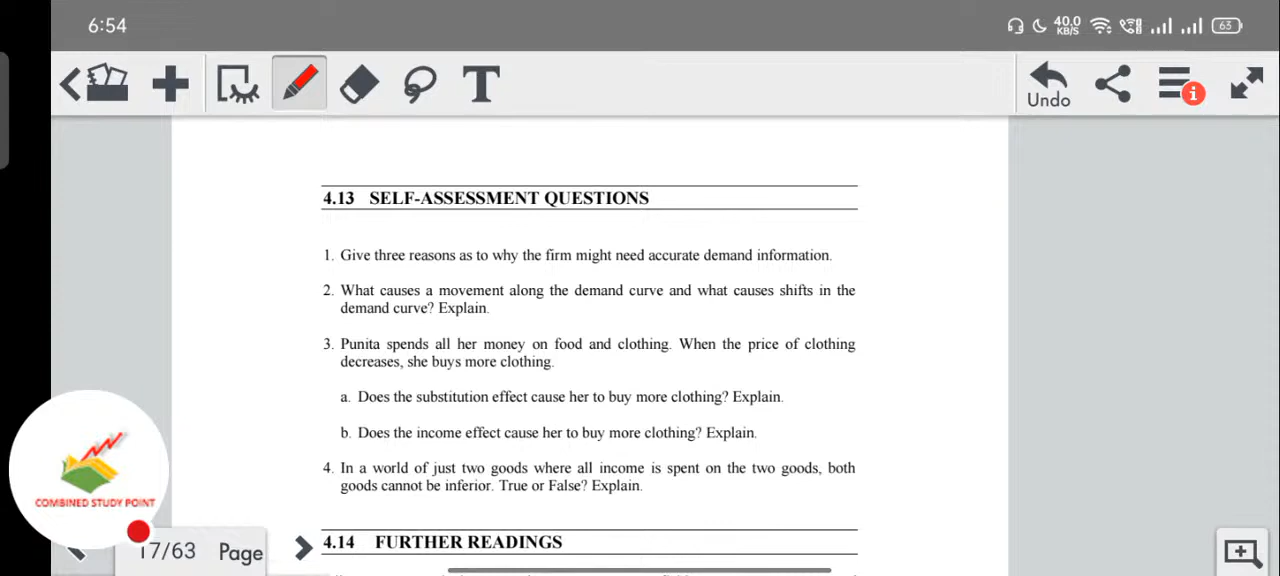 6:54
40.0
KB/S
63
T
Undo
i
4.13 SELF-ASSESSMENT QUESTIONS
1. Give three reasons as to why the firm might need accurate demand information.
2. What causes a movement along the demand curve and what causes shifts in the
demand curve? Explain.
3. Punita spends all her money on food and clothing. When the price of clothing
decreases, she buys more clothing.
a. Does the substitution effect cause her to buy more clothing? Explain.
b. Does the income effect cause her to buy more clothing? Explain.
4. In a world of just two goods where all income is spent on the two goods, both
goods cannot be inferior. True or False? Explain.
COMBINED STUDY POINT
17/63 Page
4.14 FURTHER READINGS